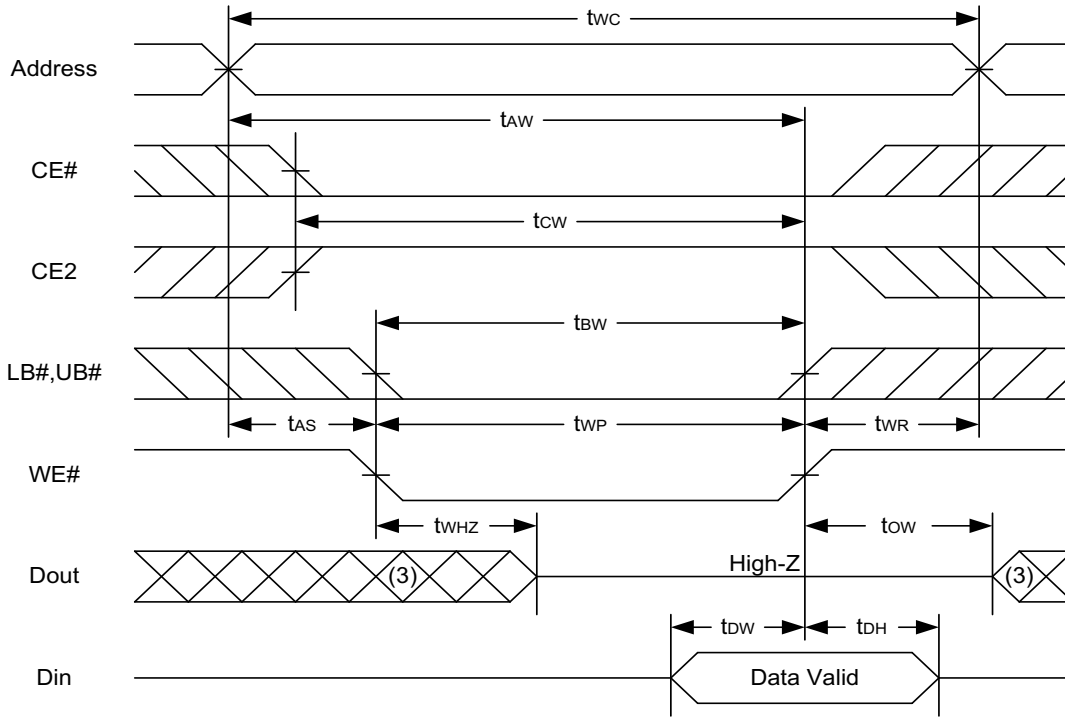 tWC
Address
tAW
CE#
tCW
CE2
tBW
LB#,UB#
tAS tWP tWR
WE#
tWHZ tOW
Dout (3) High-Z (3)
tDW tDH
Din Data Valid